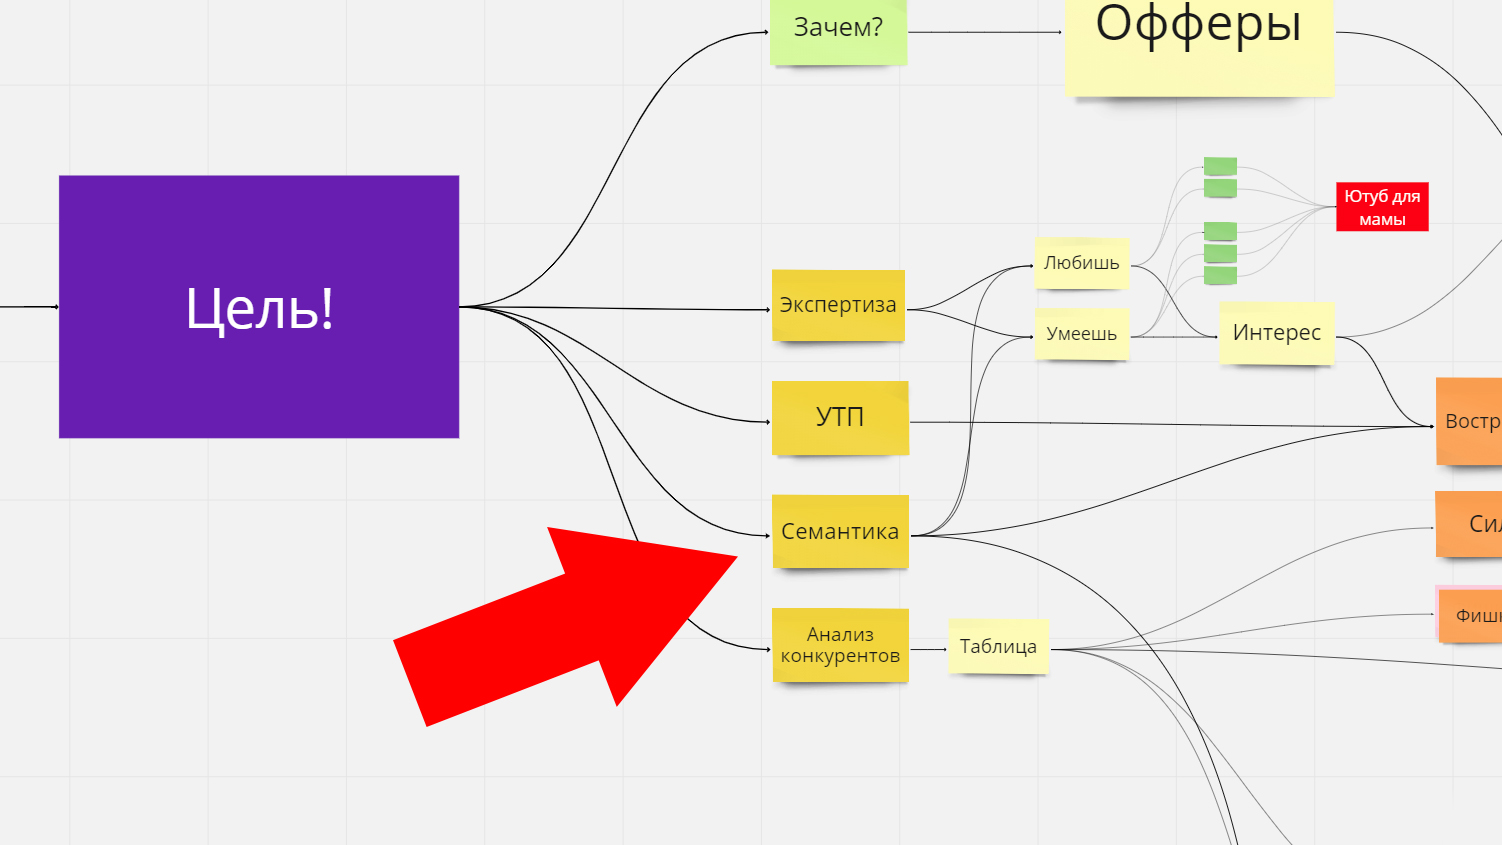 Зачем?
Офферы
Ютуб для
мамы
Цель!
Экспертиза
Любишь
Умеешь
Интерес
УТП
Семантика
Анализ
конкурентов
Таблица